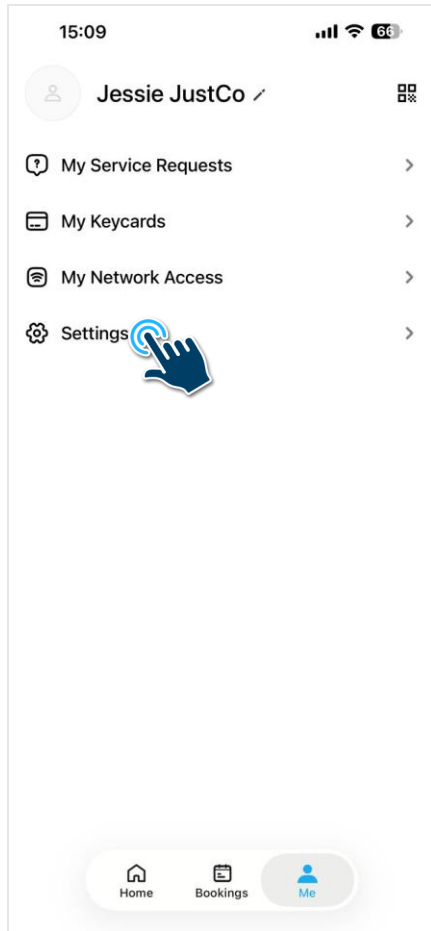 15:09
66
Jessie JustCo
My Service Requests
My Keycards
My Network Access
Settings
Home
Bookings
Me